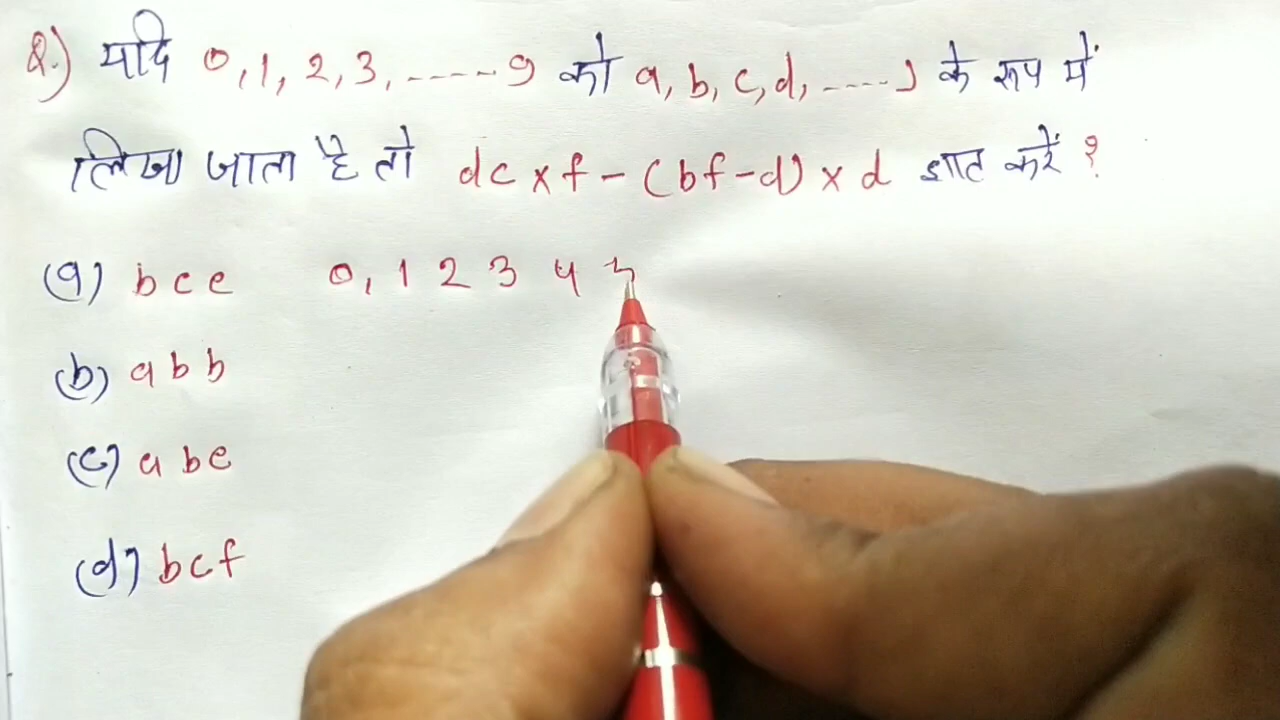 Q.) यदि 0, 1, 2, 3, ----- 9 को a, b, c, d, ----- J के रूप में
लिखा जाता है तो dc x f - (bf-d) x d ज्ञात करें ?
(a) bce 0, 1 2 3 4 5
(b) abb
(c) abe
(d) bcf